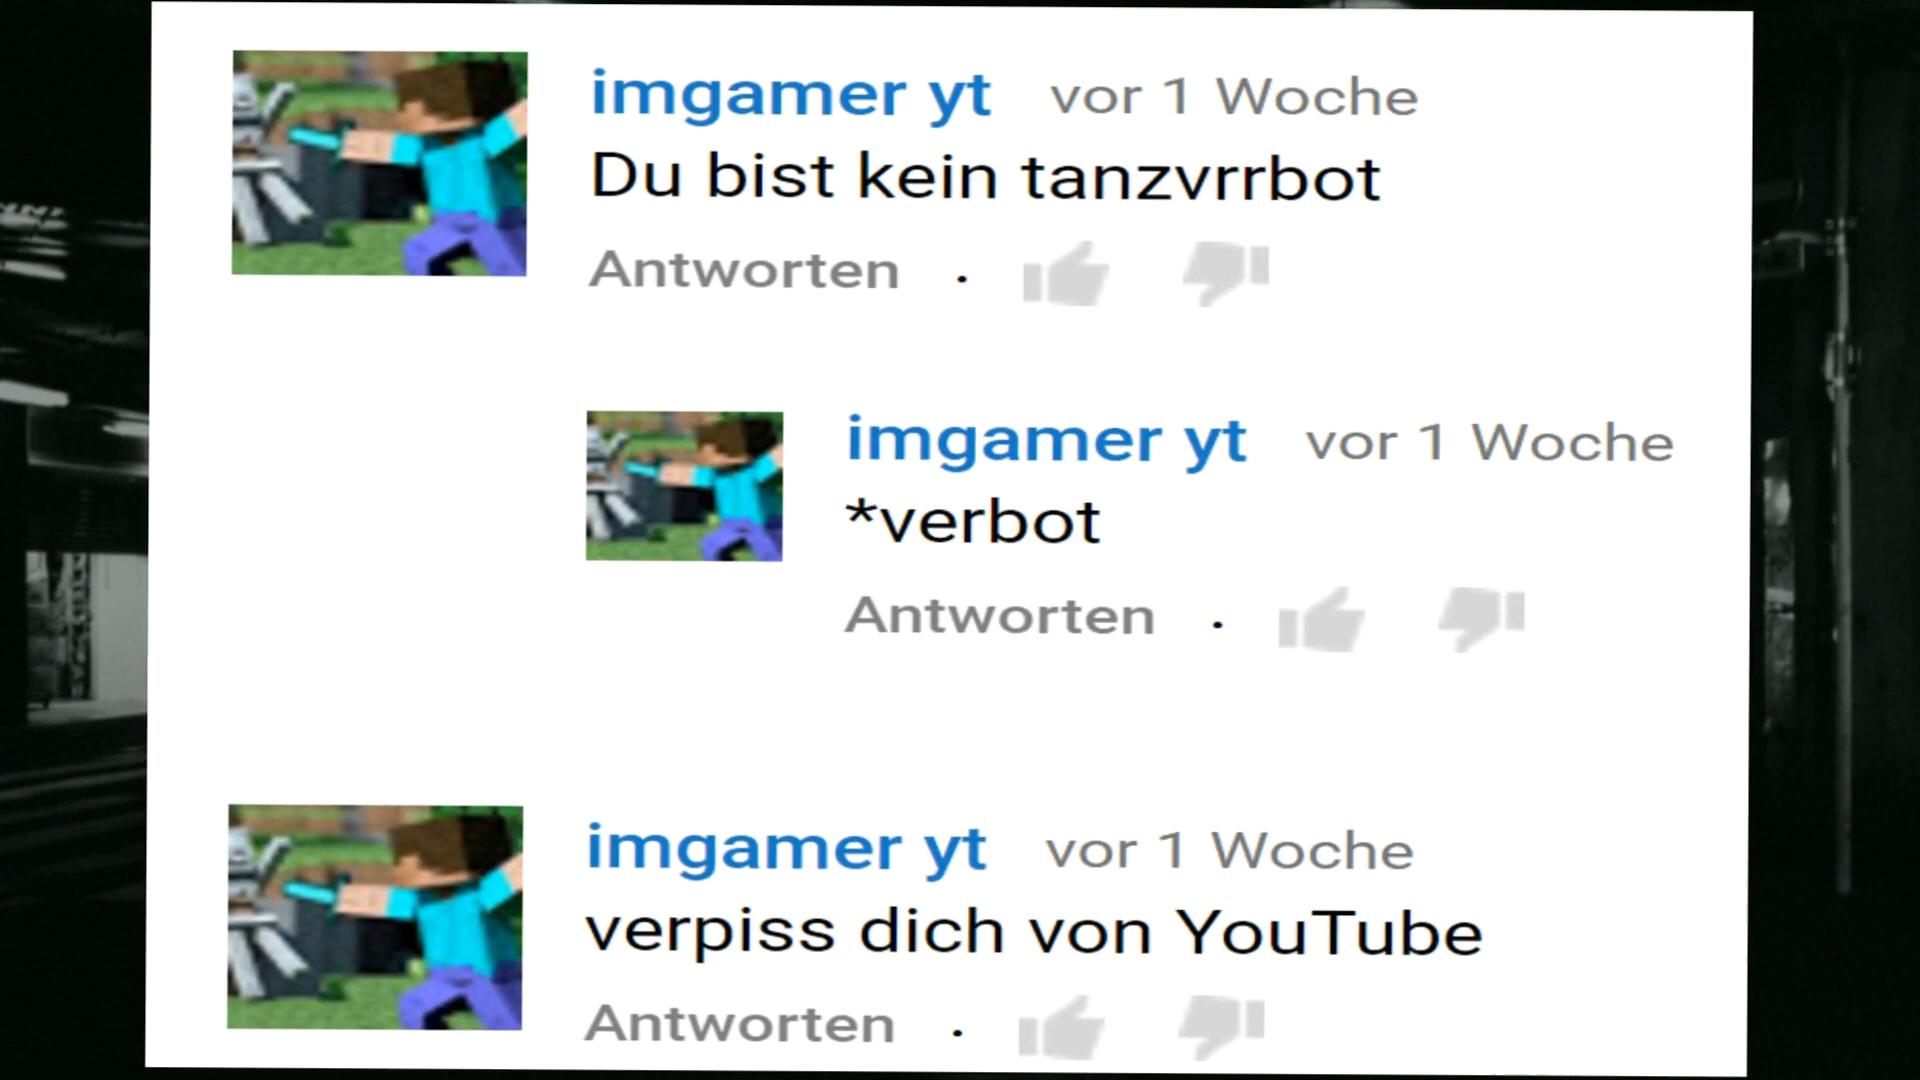 imgamer yt vor 1 Woche
Du bist kein tanzvrrbot
Antworten .
imgamer yt vor 1 Woche
*verbot
Antworten .
imgamer yt vor 1 Woche
verpiss dich von YouTube
Antworten .